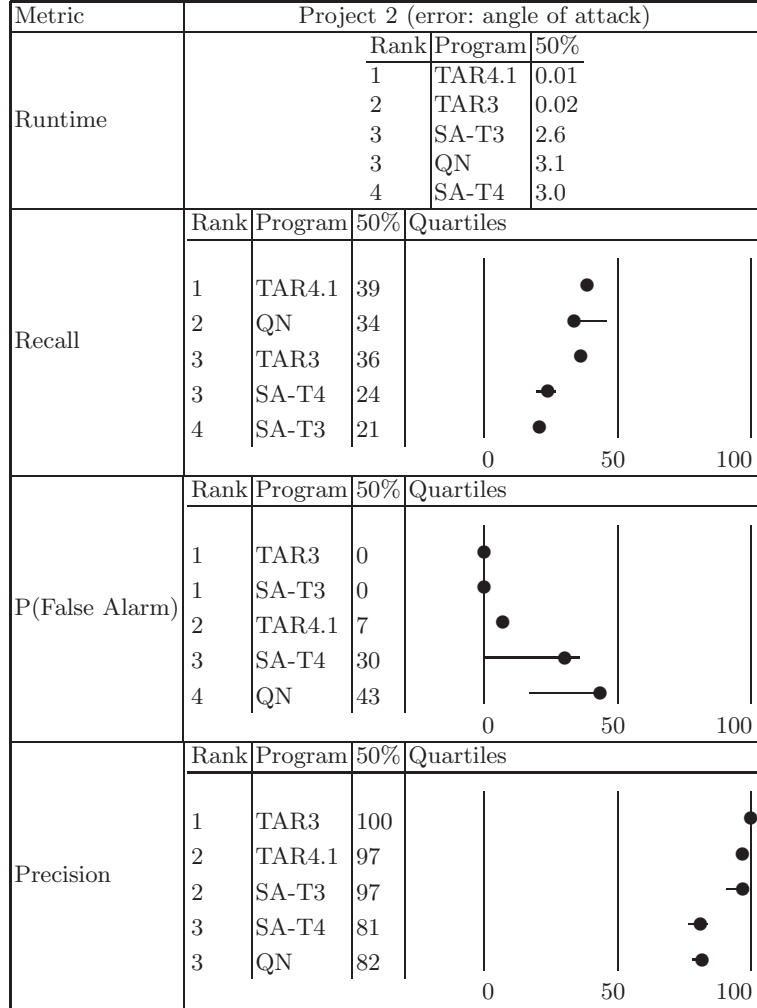 Metric Project 2 (error: angle of attack)
Runtime
Rank Program 50%
1 TAR4.1 0.01
2 TAR3 0.02
3 SA-T3 2.6
3 QN 3.1
4 SA-T4 3.0
Recall
Rank Program 50% Quartiles
1 TAR4.1 39
2 QN 34
3 TAR3 36
3 SA-T4 24
4 SA-T3 21
0 50 100
P(False Alarm)
Rank Program 50% Quartiles
1 TAR3 0
1 SA-T3 0
2 TAR4.1 7
3 SA-T4 30
4 QN 43
0 50 100
Precision
Rank Program 50% Quartiles
1 TAR3 100
2 TAR4.1 97
2 SA-T3 97
3 SA-T4 81
3 QN 82
0 50 100